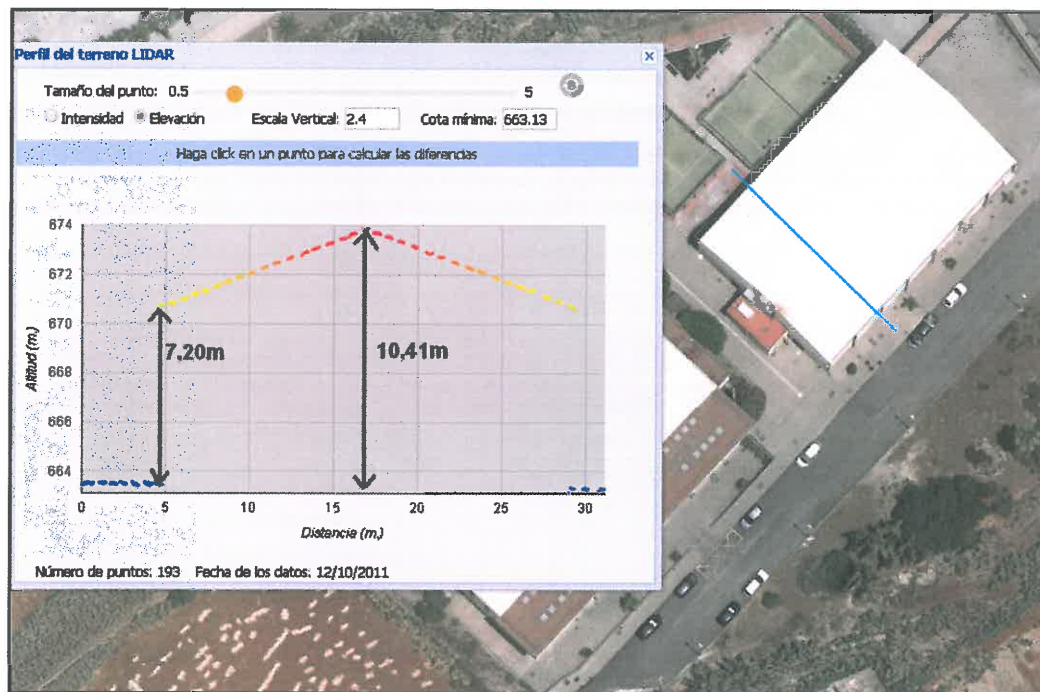 Perfil del terreno LIDAR
Tamaño del punto: 0.5 5
Intensidad Elevación Escala Vertical: 2.4 Cota mínima: 663.13
Haga click en un punto para calcular las diferencias
674
672
670
668
666
664
Altitud (m.)
7,20m
10,41m
0 5 10 15 20 25 30
Distancia (m.)
Número de puntos: 193 Fecha de los datos: 12/10/2011